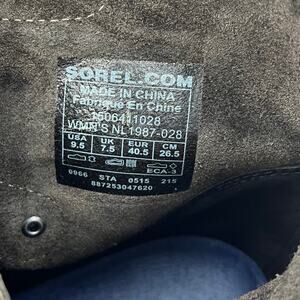 SOREL.COM
MADE IN CHINA
Fabriqué En Chine
1606411028
WMN'S NL1987-028
USA UK EUR CM
9.5 7.5 40.5 26.5
ECA-3
0966 STA 0515 215
887253047620